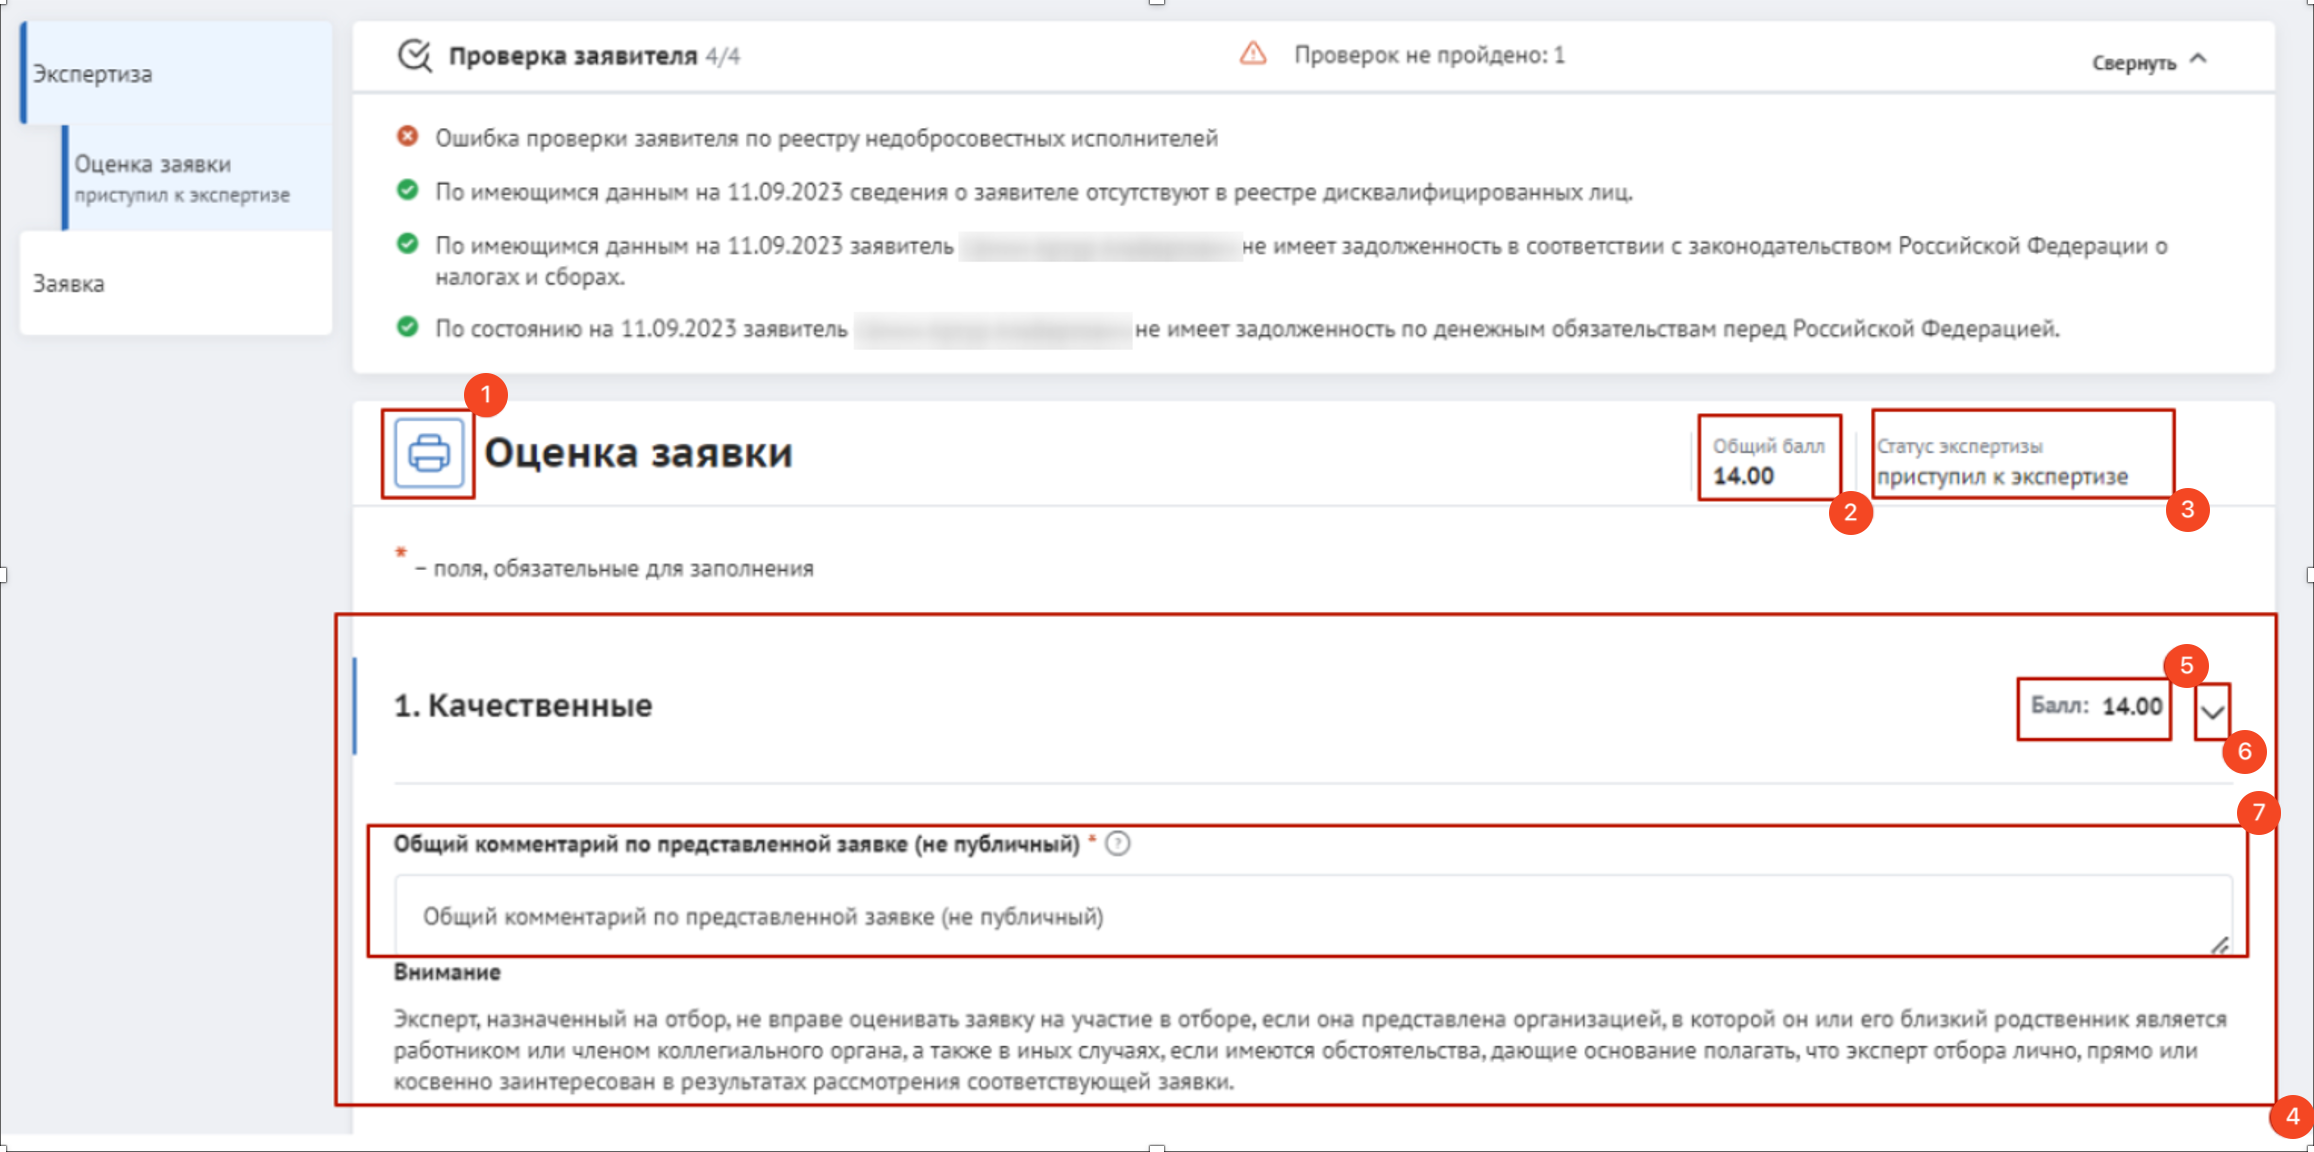 Экспертиза
Оценка заявки
приступил к экспертизе
Заявка
Проверка заявителя 4/4
Проверок не пройдено: 1
Свернуть
Ошибка проверки заявителя по реестру недобросовестных исполнителей
По имеющимся данным на 11.09.2023 сведения о заявителе отсутствуют в реестре дисквалифицированных лиц.
По имеющимся данным на 11.09.2023 заявитель не имеет задолженность в соответствии с законодательством Российской Федерации о
налогах и сборах.
По состоянию на 11.09.2023 заявитель не имеет задолженность по денежным обязательствам перед Российской Федерацией.
1
Оценка заявки
Общий балл
14.00
2
Статус экспертизы
приступил к экспертизе
3
* – поля, обязательные для заполнения
1. Качественные
Балл: 14.00
5
6
7
Общий комментарий по представленной заявке (не публичный) * ?
Общий комментарий по представленной заявке (не публичный)
Внимание
Эксперт, назначенный на отбор, не вправе оценивать заявку на участие в отборе, если она представлена организацией, в которой он или его близкий родственник является
работником или членом коллегиального органа, а также в иных случаях, если имеются обстоятельства, дающие основание полагать, что эксперт отбора лично, прямо или
косвенно заинтересован в результатах рассмотрения соответствующей заявки.
4